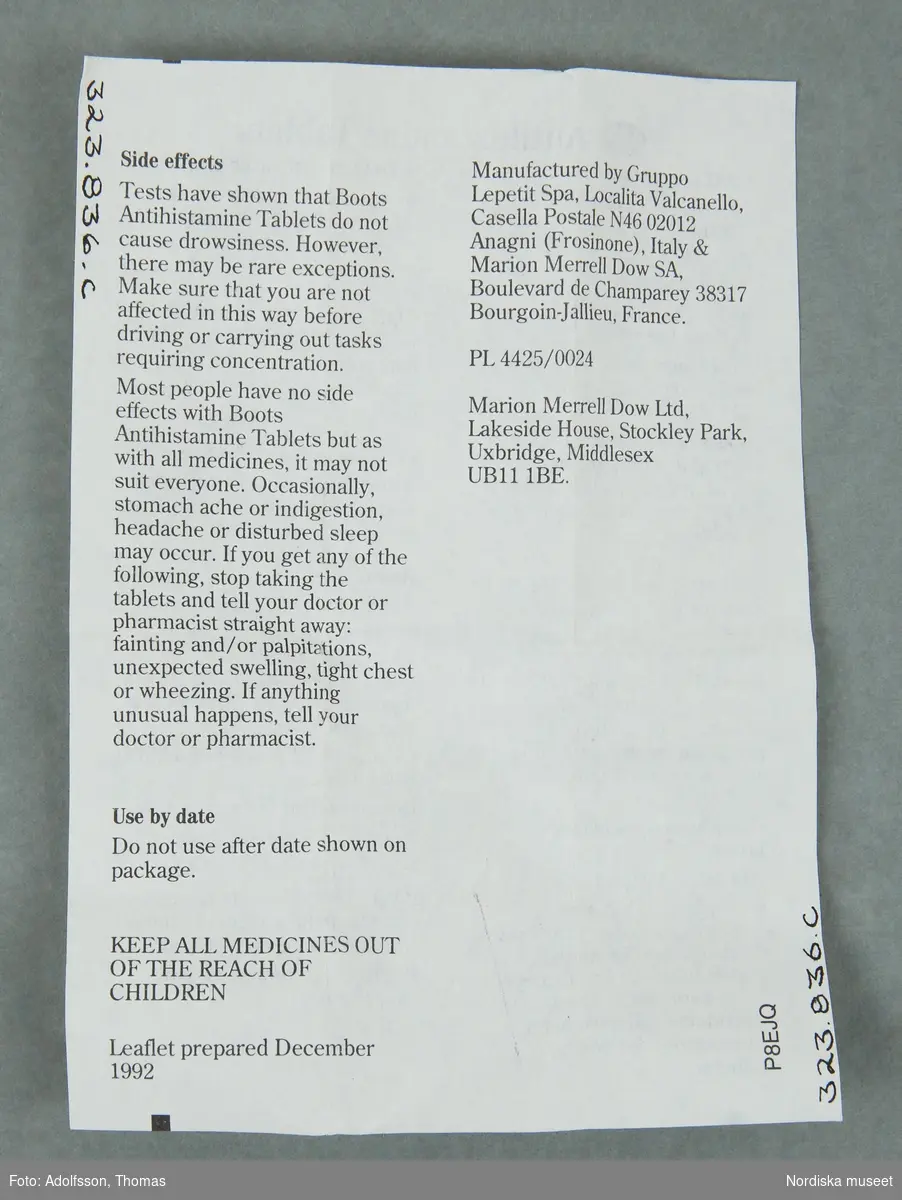 323.836.C
Side effects
Tests have shown that Boots
Antihistamine Tablets do not
cause drowsiness. However,
there may be rare exceptions.
Make sure that you are not
affected in this way before
driving or carrying out tasks
requiring concentration.
Most people have no side
effects with Boots
Antihistamine Tablets but as
with all medicines, it may not
suit everyone. Occasionally,
stomach ache or indigestion,
headache or disturbed sleep
may occur. If you get any of the
following, stop taking the
tablets and tell your doctor or
pharmacist straight away:
fainting and/or palpitations,
unexpected swelling, tight chest
or wheezing. If anything
unusual happens, tell your
doctor or pharmacist.
Use by date
Do not use after date shown on
package.
KEEP ALL MEDICINES OUT
OF THE REACH OF
CHILDREN
Leaflet prepared December
1992
Manufactured by Gruppo
Lepetit Spa, Localita Valcanello,
Casella Postale N46 02012
Anagni (Frosinone), Italy &
Marion Merrell Dow SA,
Boulevard de Champarey 38317
Bourgoin-Jallieu, France.
PL 4425/0024
Marion Merrell Dow Ltd,
Lakeside House, Stockley Park,
Uxbridge, Middlesex
UB11 1BE.
P8EJQ
323.836.C
Foto: Adolfsson, Thomas
Nordiska museet